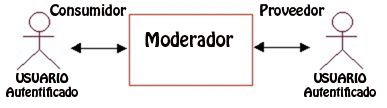 Consumidor
Proveedor
Moderador
USUARIO
Autentificado
USUARIO
Autentificado